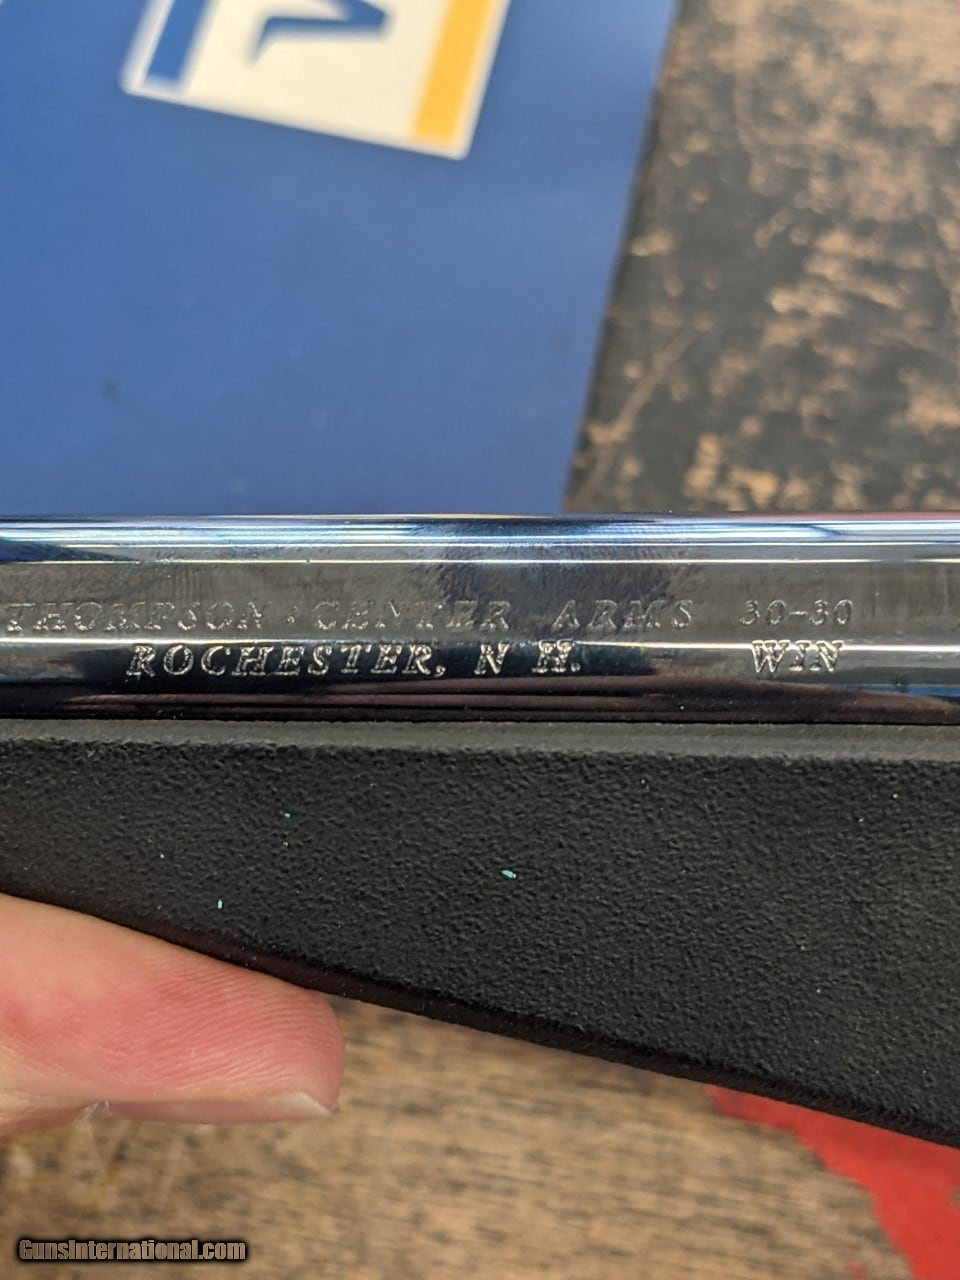 THOMPSON · CENTER ARMS 30-30
ROCHESTER, N H. WIN
GunsInternational.com